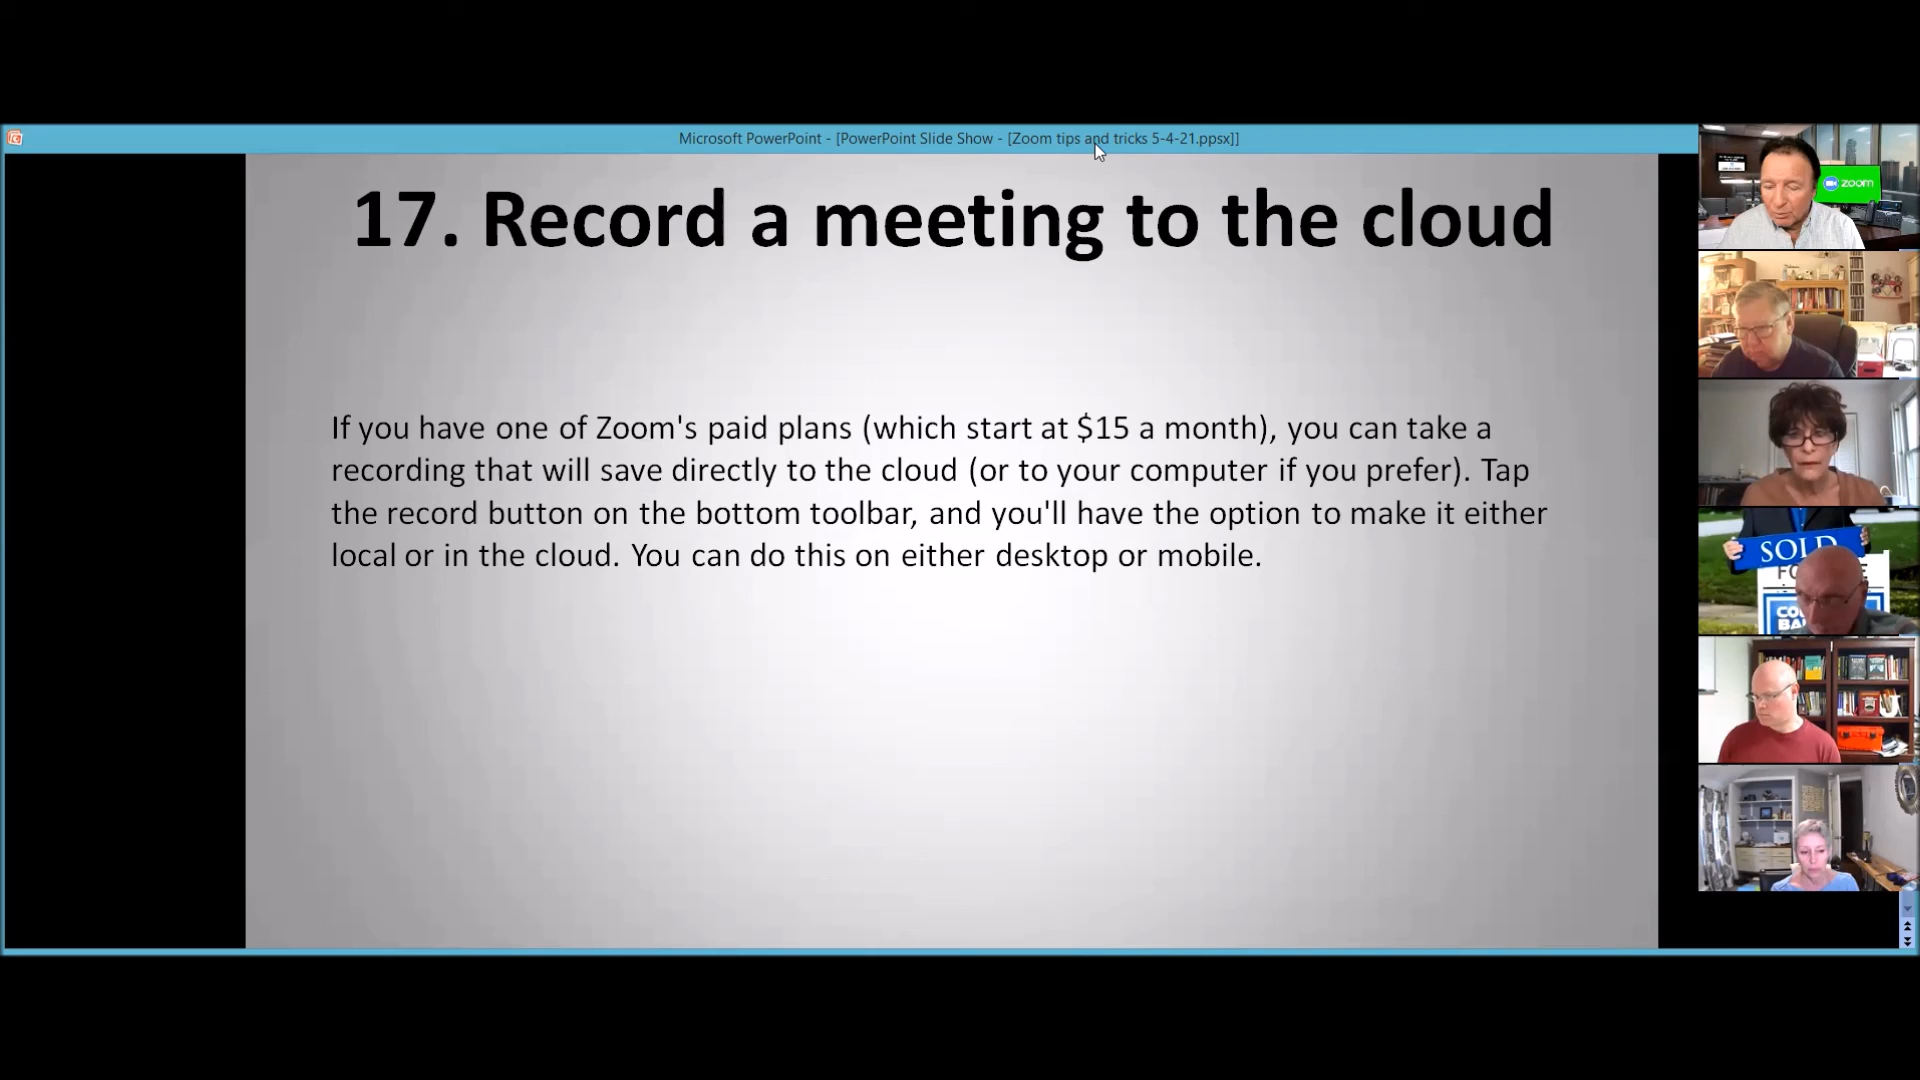 Microsoft PowerPoint - [PowerPoint Slide Show - [Zoom tips and tricks 5-4-21.ppsx]]
17. Record a meeting to the cloud
If you have one of Zoom's paid plans (which start at $15 a month), you can take a
recording that will save directly to the cloud (or to your computer if you prefer). Tap
the record button on the bottom toolbar, and you'll have the option to make it either
local or in the cloud. You can do this on either desktop or mobile.
zoom
SOLD